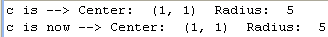 c is --> Center:  (1, 1)  Radius:  5
c is now --> Center:  (1, 1)  Radius:  5